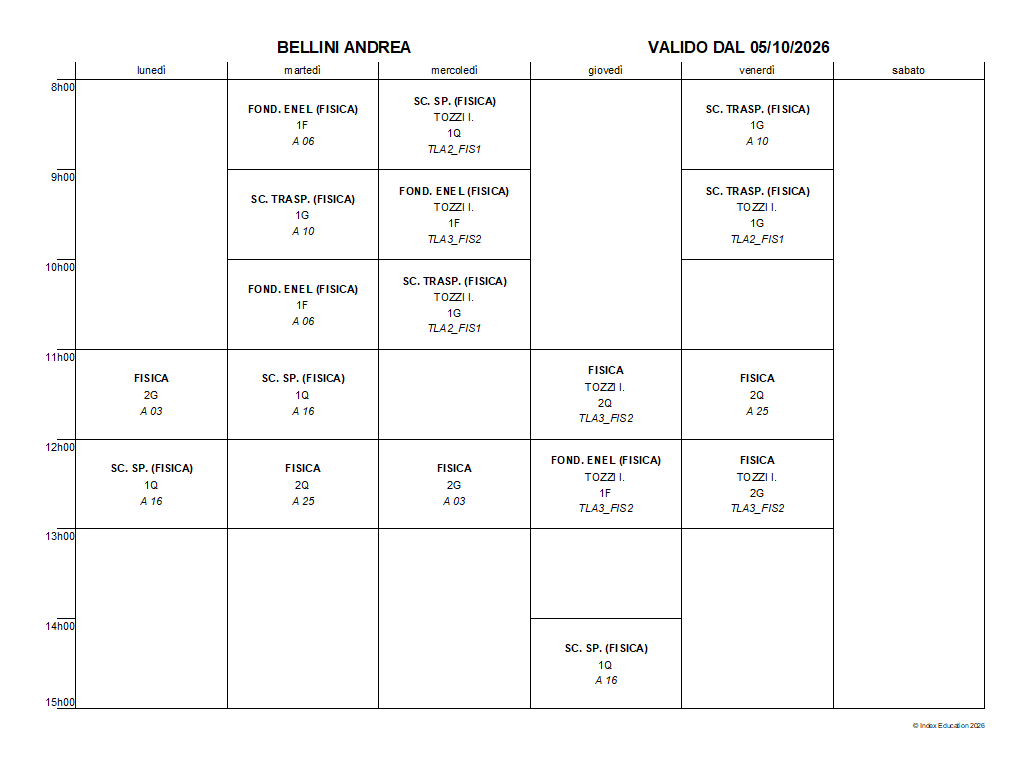 BELLINI ANDREA
VALIDO DAL 05/10/2026
lunedì martedì mercoledì giovedì venerdì sabato
8h00
FOND. ENEL (FISICA)
1F
A 06
SC. SP. (FISICA)
TOZZI I.
1Q
TLA2_FIS1
SC. TRASP. (FISICA)
1G
A 10
9h00
SC. TRASP. (FISICA)
1G
A 10
FOND. ENEL (FISICA)
TOZZI I.
1F
TLA3_FIS2
SC. TRASP. (FISICA)
TOZZI I.
1G
TLA2_FIS1
10h00
FOND. ENEL (FISICA)
1F
A 06
SC. TRASP. (FISICA)
TOZZI I.
1G
TLA2_FIS1
11h00
FISICA
2G
A 03
SC. SP. (FISICA)
1Q
A 16
FISICA
TOZZI I.
2Q
TLA3_FIS2
FISICA
2Q
A 25
12h00
SC. SP. (FISICA)
1Q
A 16
FISICA
2Q
A 25
FISICA
2G
A 03
FOND. ENEL (FISICA)
TOZZI I.
1F
TLA3_FIS2
FISICA
TOZZI I.
2G
TLA3_FIS2
13h00
14h00
SC. SP. (FISICA)
1Q
A 16
15h00
© Index Education 2026